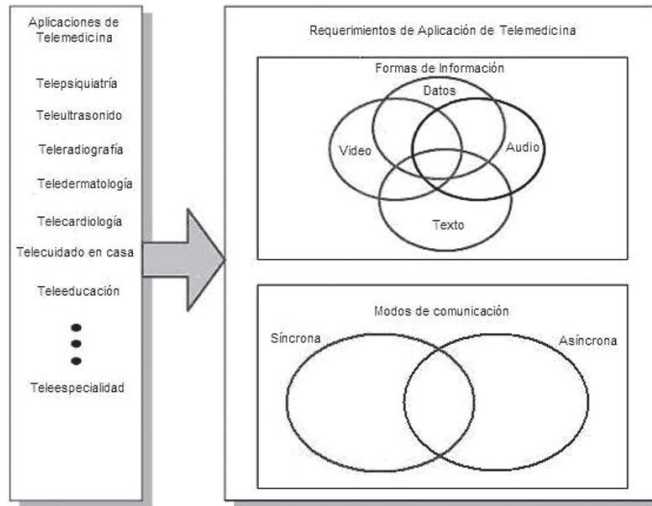 Aplicaciones de
Telemedicina
Telepsiquiatría
Teleultrasonido
Teleradiografía
Teledermatología
Telecardiología
Telecuidado en casa
Teleeducación
Teleespecialidad
Requerimientos de Aplicación de Telemedicina
Formas de Información
Datos
Video
Audio
Texto
Modos de comunicación
Síncrona
Asíncrona